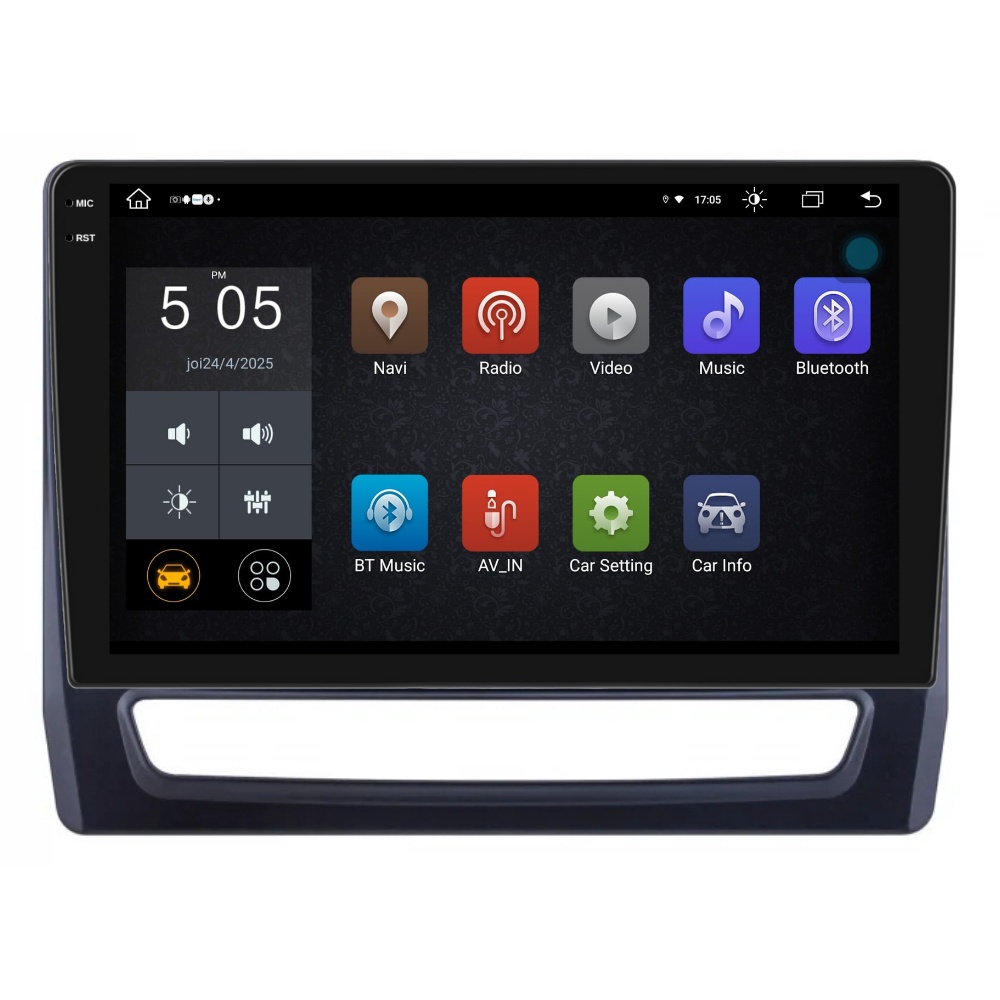 MIC
RST
17:05
PM
5 05
joi24/4/2025
Navi
Radio
Video
Music
Bluetooth
BT Music
AV_IN
Car Setting
Car Info